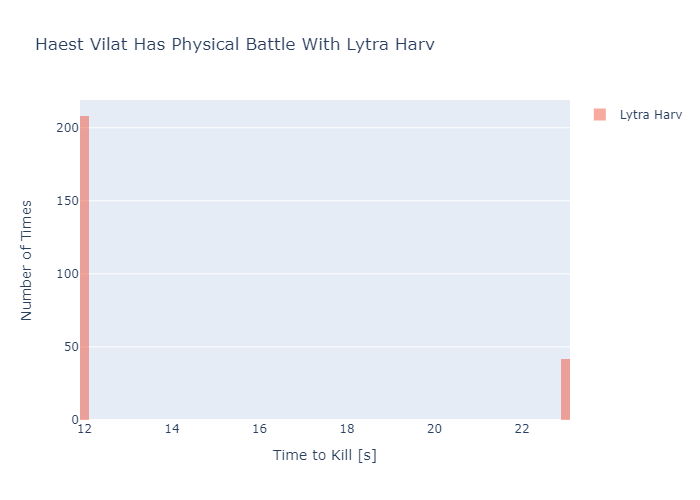 Haest Vilat Has Physical Battle With Lytra Harv
Lytra Harv
200
150
100
50
0
12 14 16 18 20 22
Number of Times
Time to Kill [s]